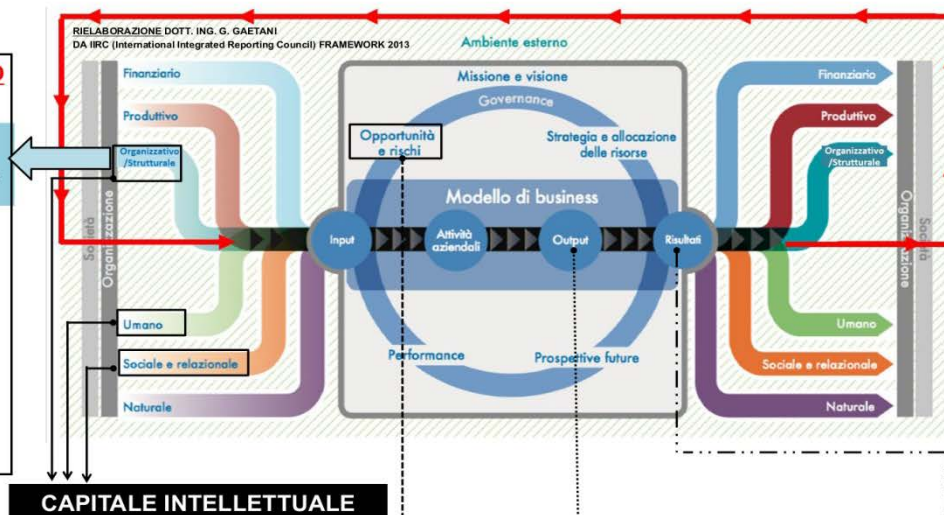 RIELABORAZIONE DOTT. ING. G. GAETANI
DA IIRC (International Integrated Reporting Council) FRAMEWORK 2013
Ambiente esterno
Finanziario
Produttivo
Organizzativo
/Strutturale
Società
Organizzazione
Umano
Sociale e relazionale
Naturale
Missione e visione
Governance
Opportunità
e rischi
Strategia e allocazione
delle risorse
Modello di business
Input
Attività
aziendali
Output
Risultati
Performance
Prospettive future
Finanziario
Produttivo
Organizzativo
/Strutturale
Organizzazione
Società
Umano
Sociale e relazionale
Naturale
CAPITALE INTELLETTUALE